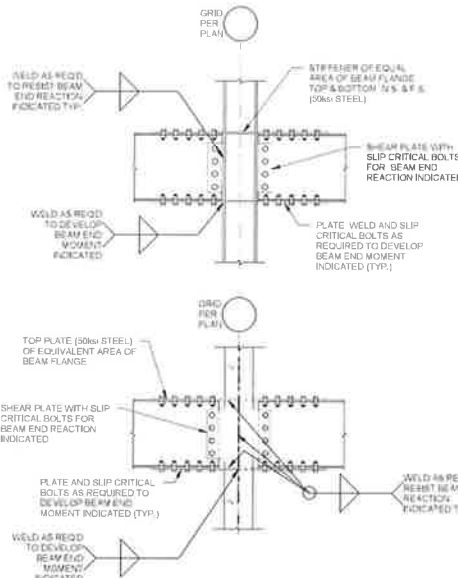 GRID
PER
PLAN
WELD AS REQ'D
TO RESIST BEAM
END REACTION
INDICATED TYP.
STIFFENER OF EQUAL
AREA OF BEAM FLANGE
TOP & BOTTOM N.S. & F.S.
(50ksi STEEL)
SHEAR PLATE WITH
SLIP CRITICAL BOLTS
FOR BEAM END
REACTION INDICATED
WELD AS REQ'D
TO DEVELOP
BEAM END
MOMENT
INDICATED
PLATE WELD AND SLIP
CRITICAL BOLTS AS
REQUIRED TO DEVELOP
BEAM END MOMENT
INDICATED (TYP.)
GRID
PER
PLAN
TOP PLATE (50ksi STEEL)
OF EQUIVALENT AREA OF
BEAM FLANGE
SHEAR PLATE WITH SLIP
CRITICAL BOLTS FOR
BEAM END REACTION
INDICATED
PLATE AND SLIP CRITICAL
BOLTS AS REQUIRED TO
DEVELOP BEAM END
MOMENT INDICATED (TYP.)
WELD AS RE
RESIST BEAM
REACTION
INDICATED T
WELD AS REQ'D
TO DEVELOP
BEAM END
MOMENT
INDICATED